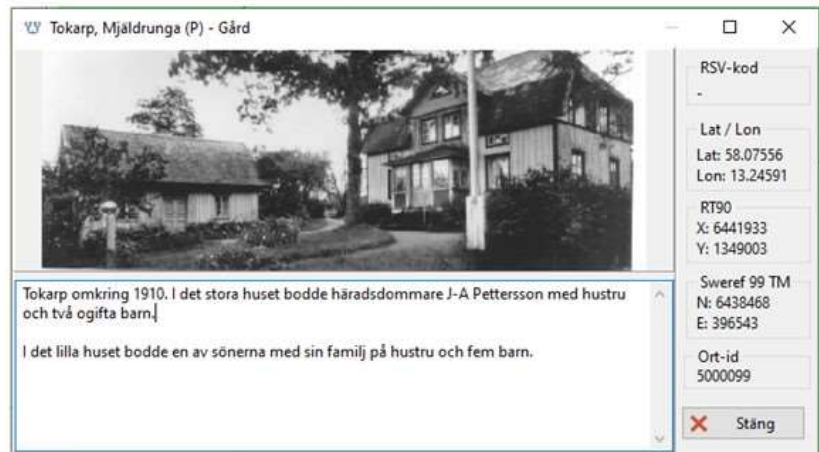 Tokarp, Mjäldrunga (P) - Gård
Tokarp omkring 1910. I det stora huset bodde häradsdommare J-A Pettersson med hustru
och två ogifta barn.
I det lilla huset bodde en av sönerna med sin familj på hustru och fem barn.
RSV-kod
-
Lat / Lon
Lat: 58.07556
Lon: 13.24591
RT90
X: 6441933
Y: 1349003
Sweref 99 TM
N: 6438468
E: 396543
Ort-id
5000099
Stäng